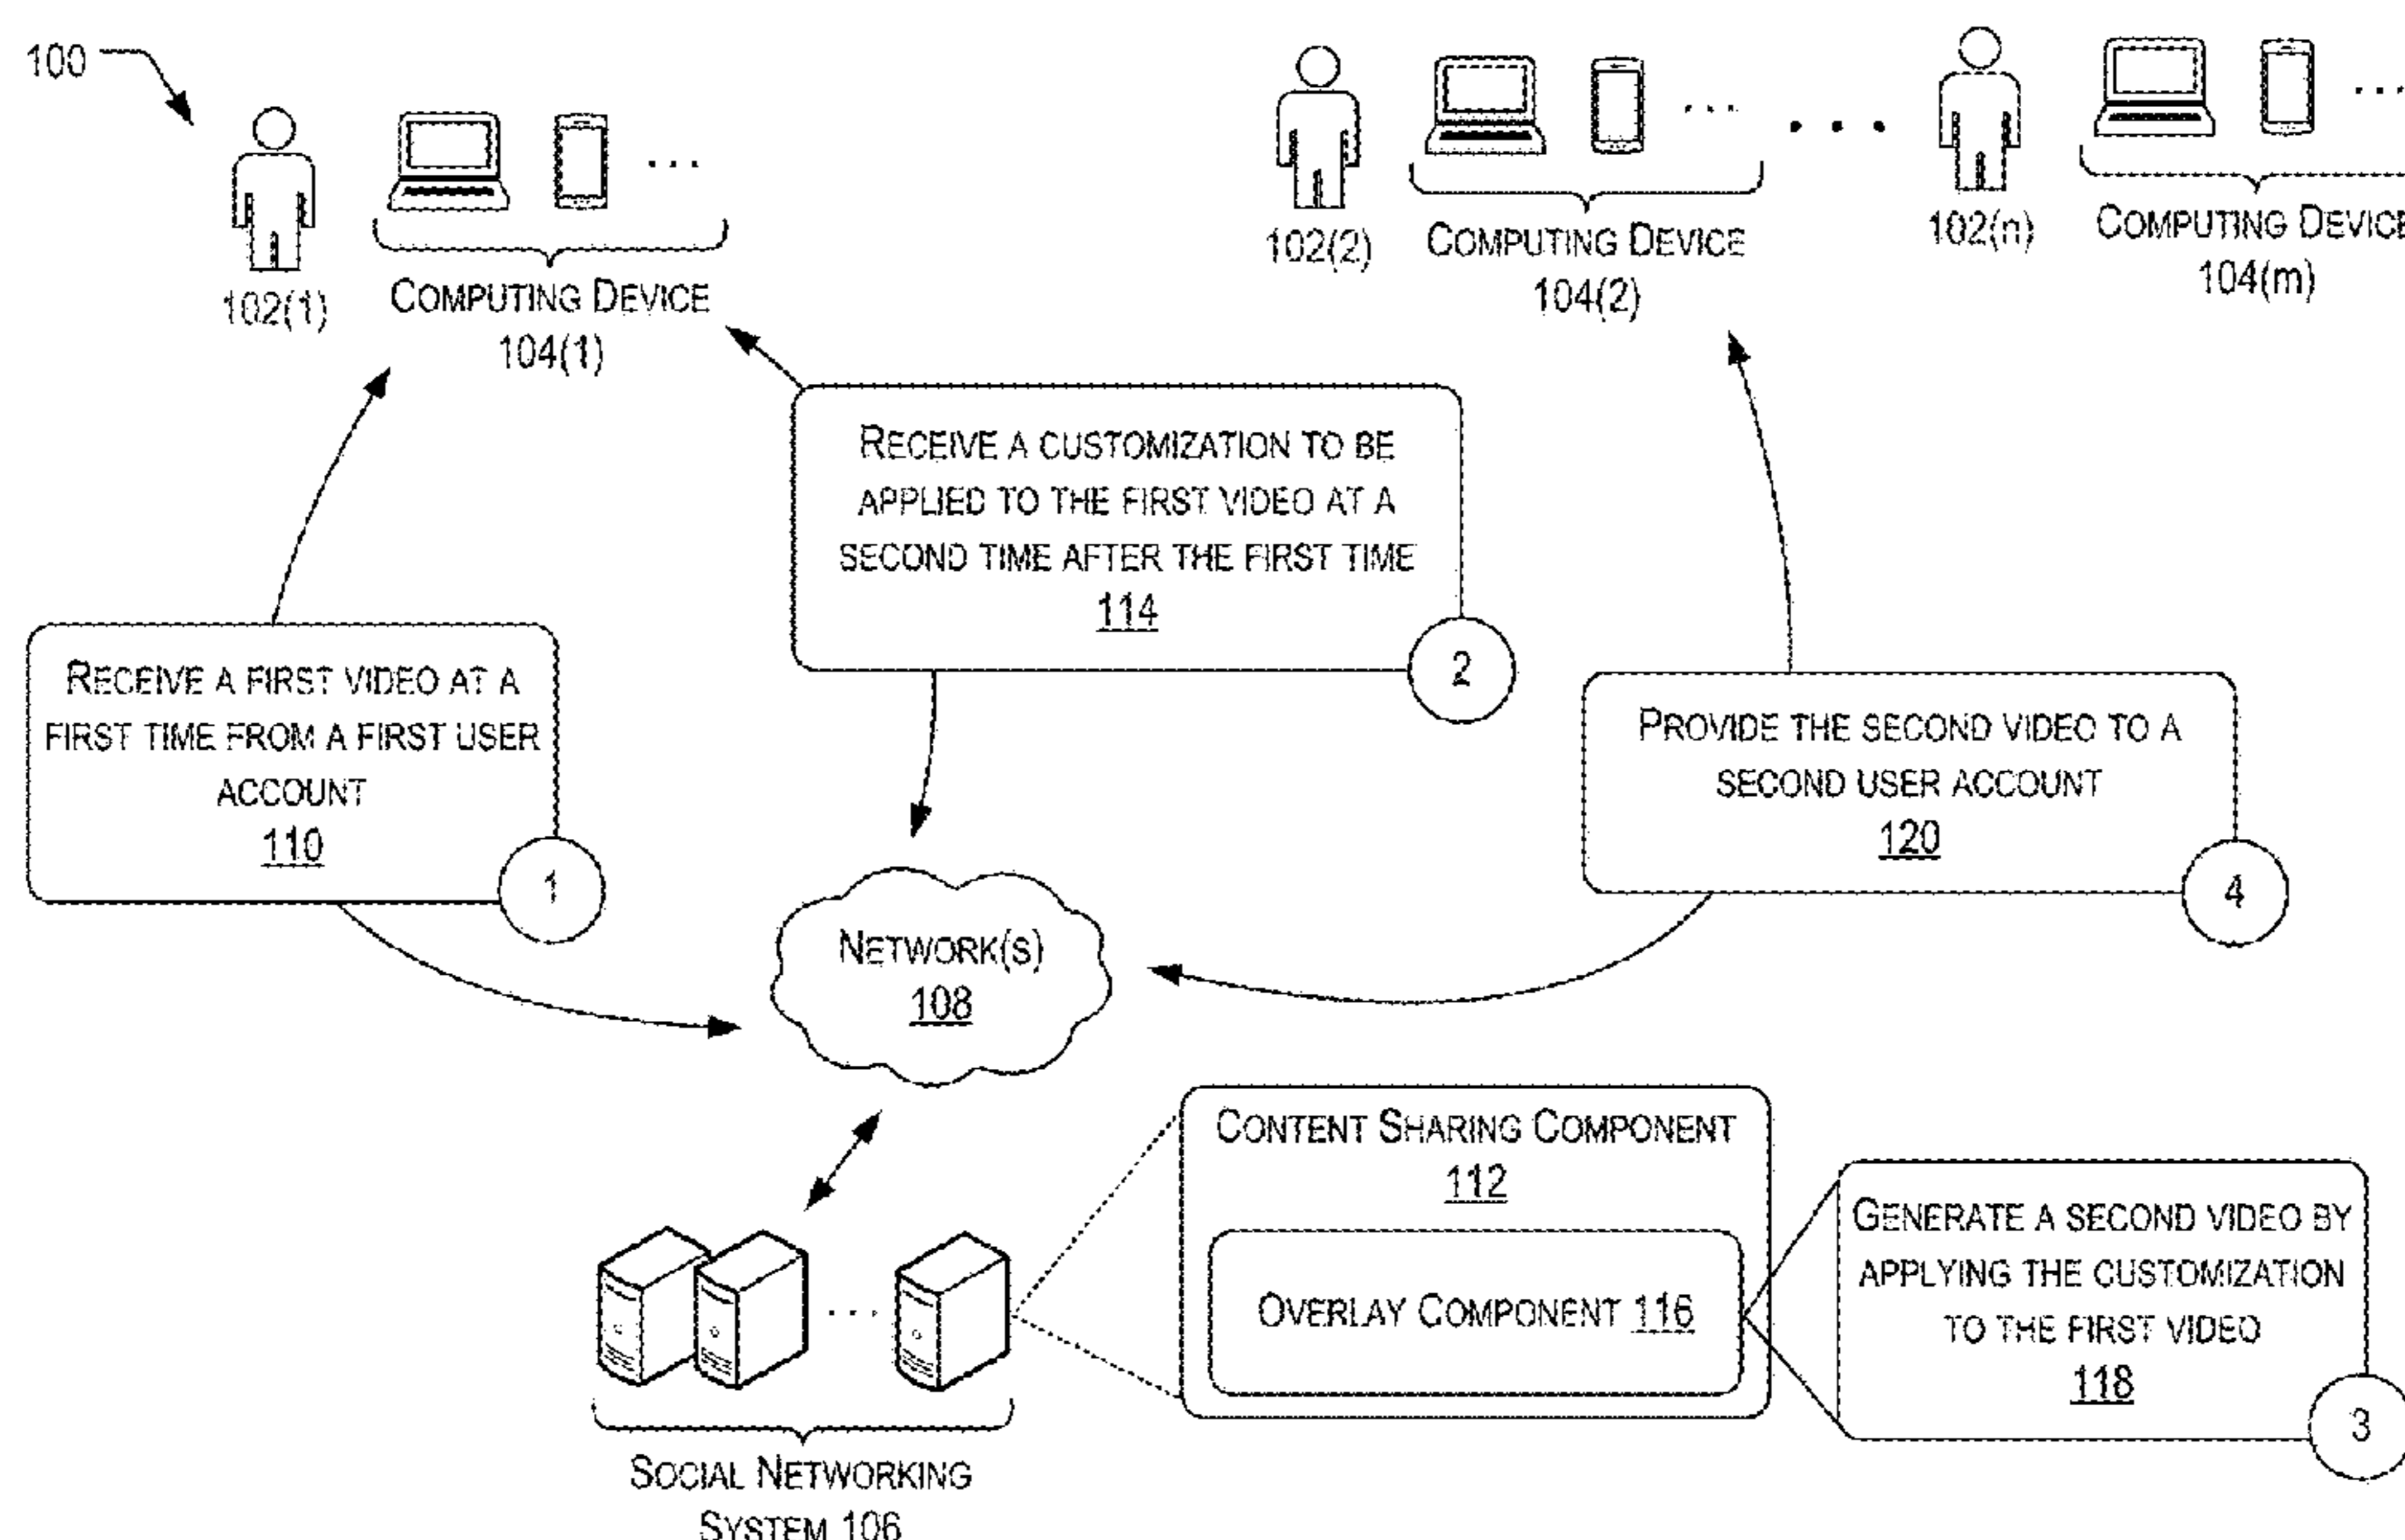 100
102(1)
COMPUTING DEVICE
104(1)
...
102(2)
COMPUTING DEVICE
104(2)
...
...
102(n)
COMPUTING DEVICE
104(m)
...
RECEIVE A CUSTOMIZATION TO BE
APPLIED TO THE FIRST VIDEO AT A
SECOND TIME AFTER THE FIRST TIME
114
2
RECEIVE A FIRST VIDEO AT A
FIRST TIME FROM A FIRST USER
ACCOUNT
110
1
PROVIDE THE SECOND VIDEO TO A
SECOND USER ACCOUNT
120
4
NETWORK(S)
108
CONTENT SHARING COMPONENT
112
OVERLAY COMPONENT 116
GENERATE A SECOND VIDEO BY
APPLYING THE CUSTOMIZATION
TO THE FIRST VIDEO
118
3
...
SOCIAL NETWORKING
SYSTEM 106